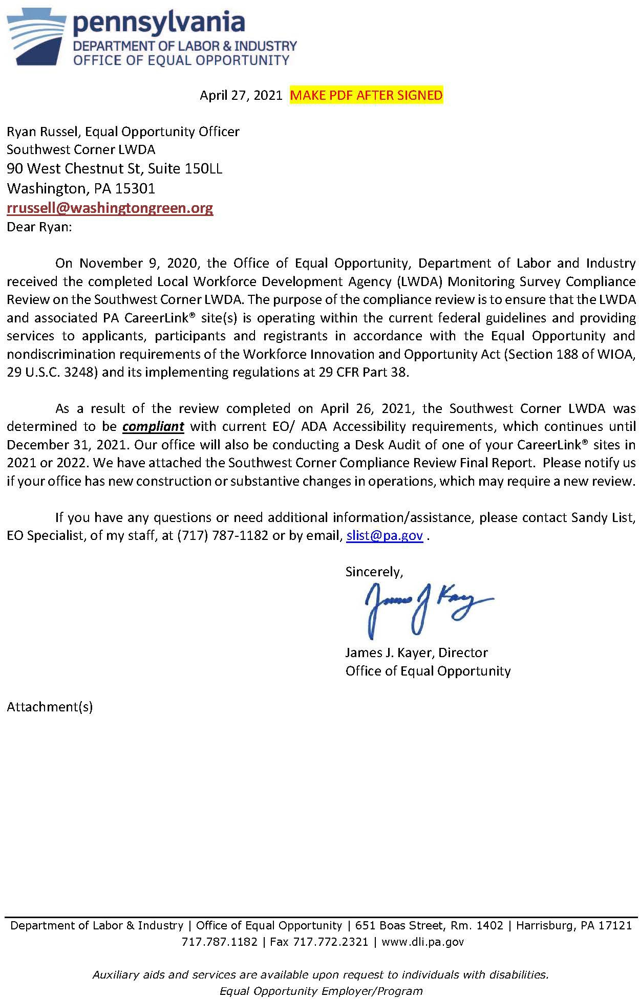 pennsylvania
DEPARTMENT OF LABOR & INDUSTRY
OFFICE OF EQUAL OPPORTUNITY
April 27, 2021 MAKE PDF AFTER SIGNED
Ryan Russel, Equal Opportunity Officer
Southwest Corner LWDA
90 West Chestnut St, Suite 150LL
Washington, PA 15301
rrussell@washingtongreen.org
Dear Ryan:
On November 9, 2020, the Office of Equal Opportunity, Department of Labor and Industry
received the completed Local Workforce Development Agency (LWDA) Monitoring Survey Compliance
Review on the Southwest Corner LWDA. The purpose of the compliance review is to ensure that the LWDA
and associated PA CareerLink® site(s) is operating within the current federal guidelines and providing
services to applicants, participants and registrants in accordance with the Equal Opportunity and
nondiscrimination requirements of the Workforce Innovation and Opportunity Act (Section 188 of WIOA,
29 U.S.C. 3248) and its implementing regulations at 29 CFR Part 38.
As a result of the review completed on April 26, 2021, the Southwest Corner LWDA was
determined to be compliant with current EO/ ADA Accessibility requirements, which continues until
December 31, 2021. Our office will also be conducting a Desk Audit of one of your CareerLink® sites in
2021 or 2022. We have attached the Southwest Corner Compliance Review Final Report. Please notify us
if your office has new construction or substantive changes in operations, which may require a new review.
If you have any questions or need additional information/assistance, please contact Sandy List,
EO Specialist, of my staff, at (717) 787-1182 or by email, slist@pa.gov .
Sincerely,
James J Kay
James J. Kayer, Director
Office of Equal Opportunity
Attachment(s)
Department of Labor & Industry | Office of Equal Opportunity | 651 Boas Street, Rm. 1402 | Harrisburg, PA 17121
717.787.1182 | Fax 717.772.2321 | www.dli.pa.gov
Auxiliary aids and services are available upon request to individuals with disabilities.
Equal Opportunity Employer/Program